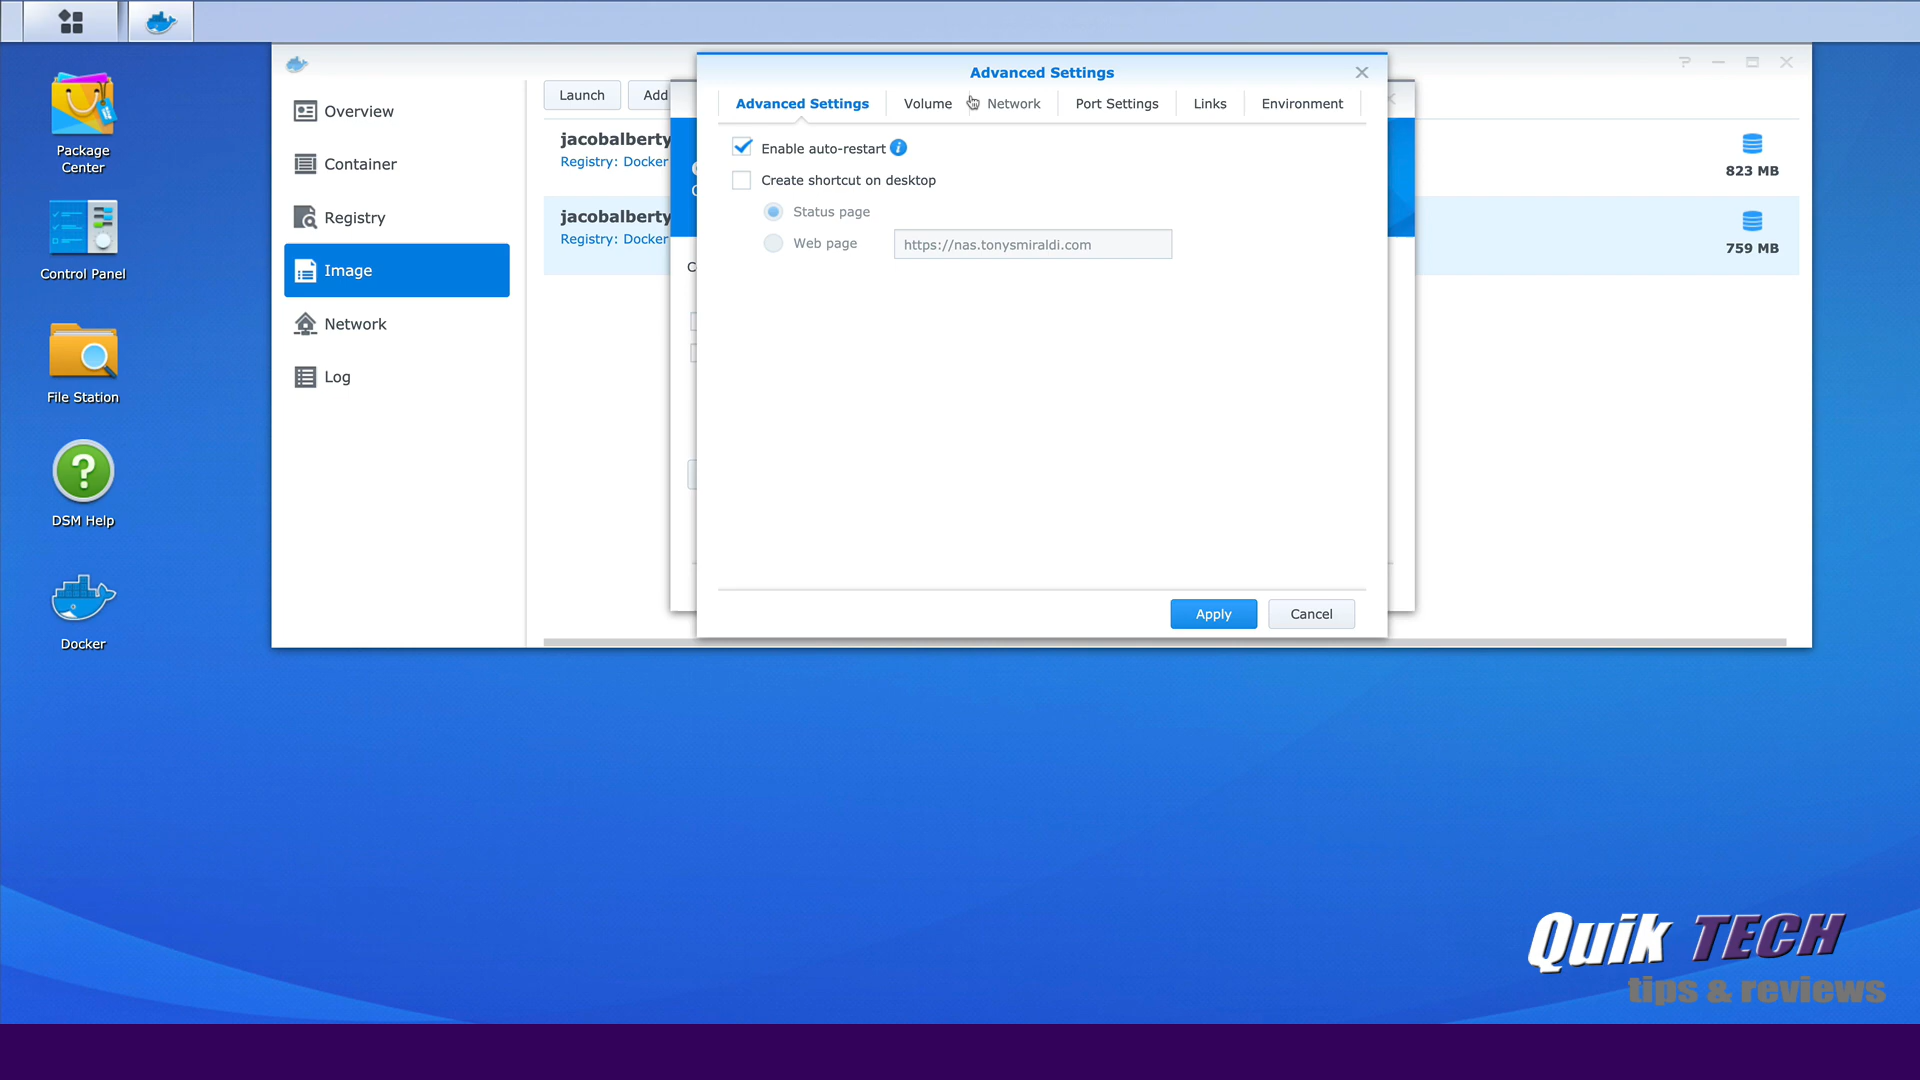 Package
Center
Control Panel
File Station
DSM Help
Docker
Overview
Container
Registry
Image
Network
Log
Launch
Add
jacobalberty
Registry: Docker
823 MB
jacobalberty
Registry: Docker
759 MB
Advanced Settings
Advanced Settings
Volume
Network
Port Settings
Links
Environment
Enable auto-restart
Create shortcut on desktop
Status page
Web page
https://nas.tonysmiraldi.com
Apply
Cancel
Quik TECH
tips & reviews